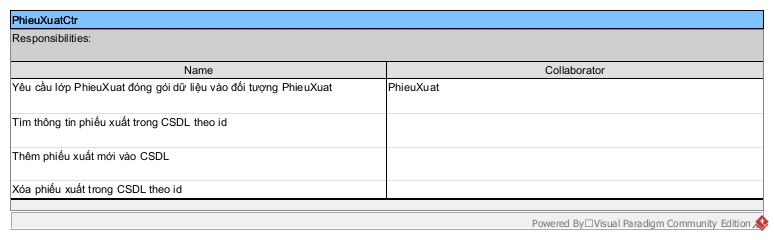 PhieuXuatCtr
Responsibilities:
Name Collaborator
Yêu cầu lớp PhieuXuat đóng gói dữ liệu vào đối tượng PhieuXuat PhieuXuat
Tìm thông tin phiếu xuất trong CSDL theo id
Thêm phiếu xuất mới vào CSDL
Xóa phiếu xuất trong CSDL theo id
Powered By□Visual Paradigm Community Edition